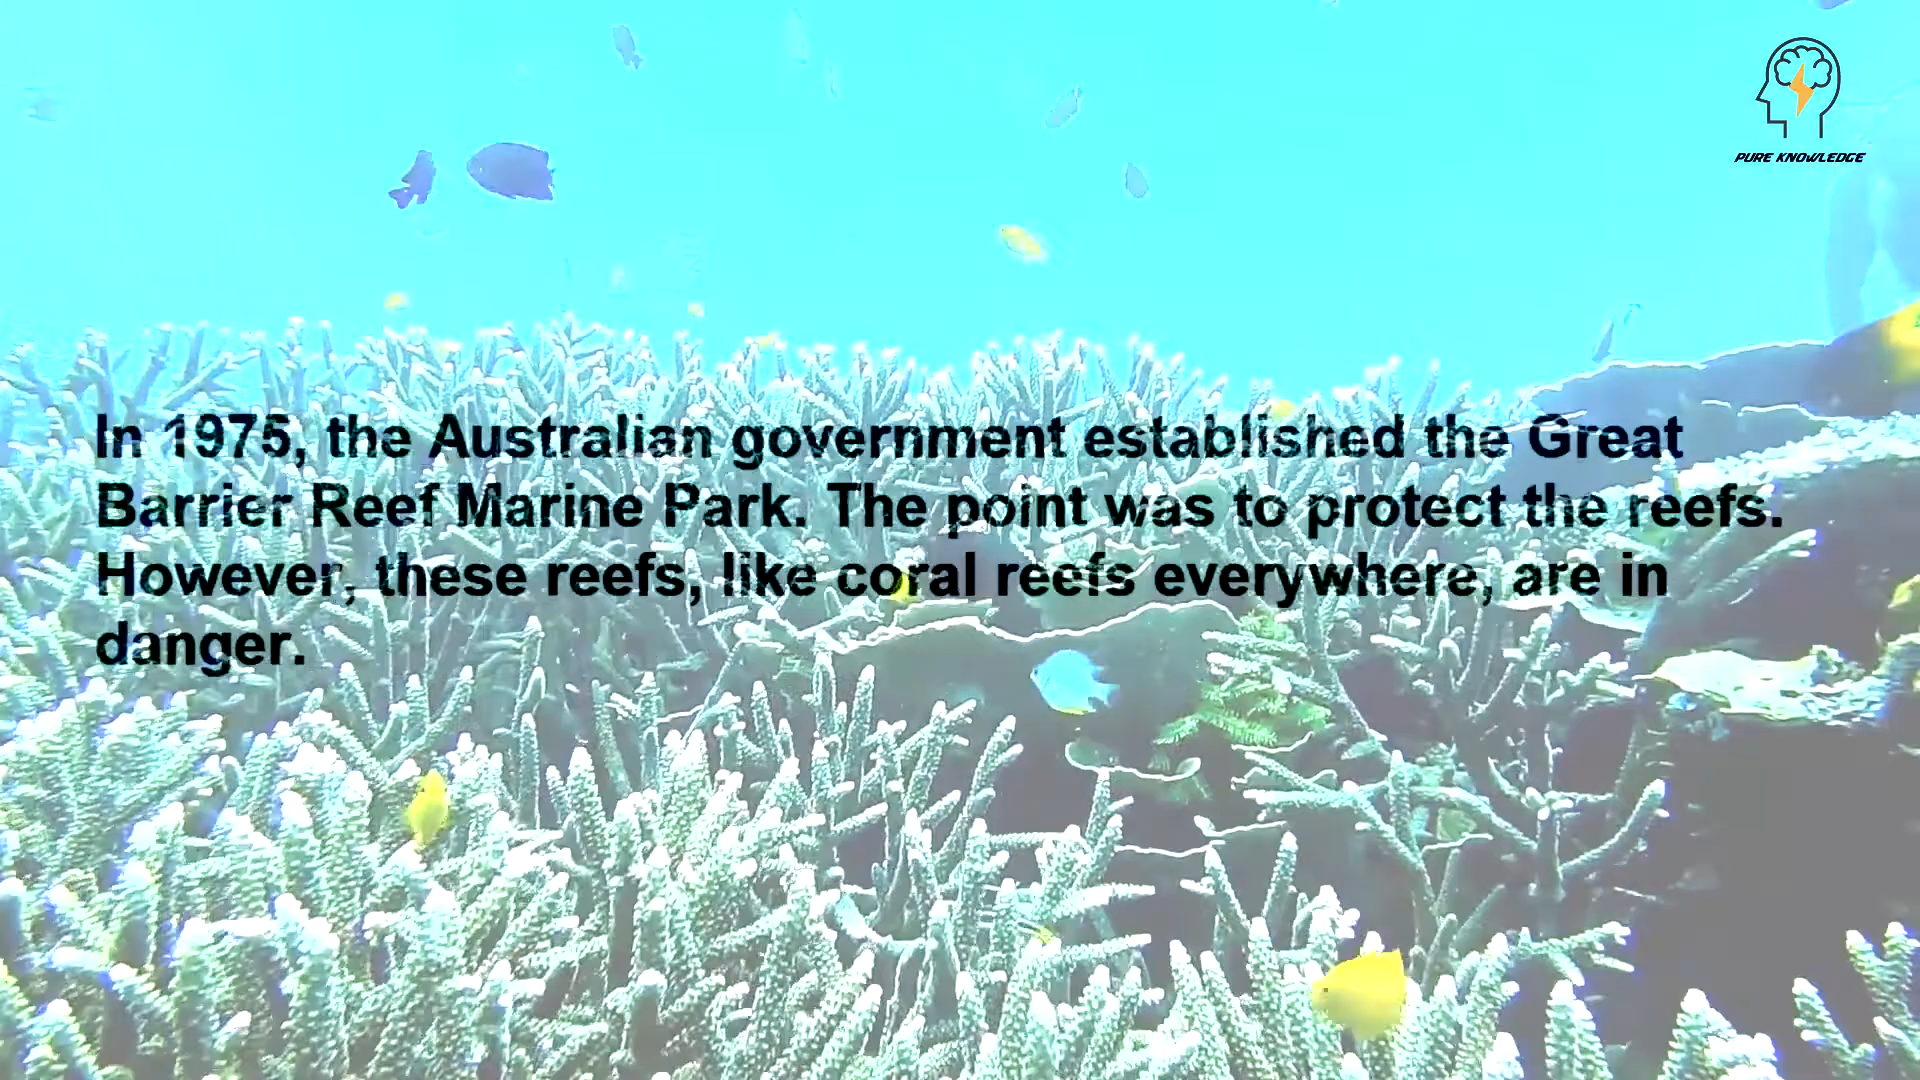 PURE KNOWLEDGE
In 1975, the Australian government established the Great
Barrier Reef Marine Park. The point was to protect the reefs.
However, these reefs, like coral reefs everywhere, are in
danger.